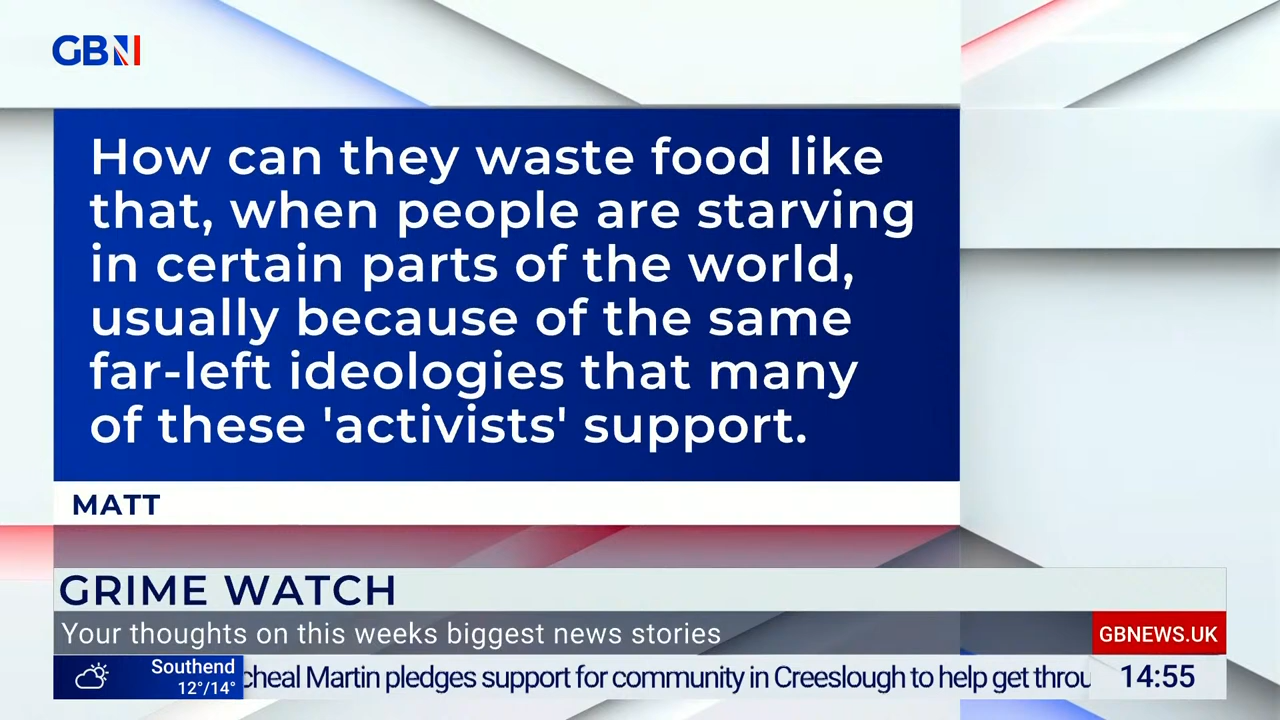 GBN
How can they waste food like
that, when people are starving
in certain parts of the world,
usually because of the same
far-left ideologies that many
of these 'activists' support.
MATT
GRIME WATCH
Your thoughts on this weeks biggest news stories
GBNEWS.UK
Southend
12°/14°
cheal Martin pledges support for community in Creeslough to help get throu
14:55